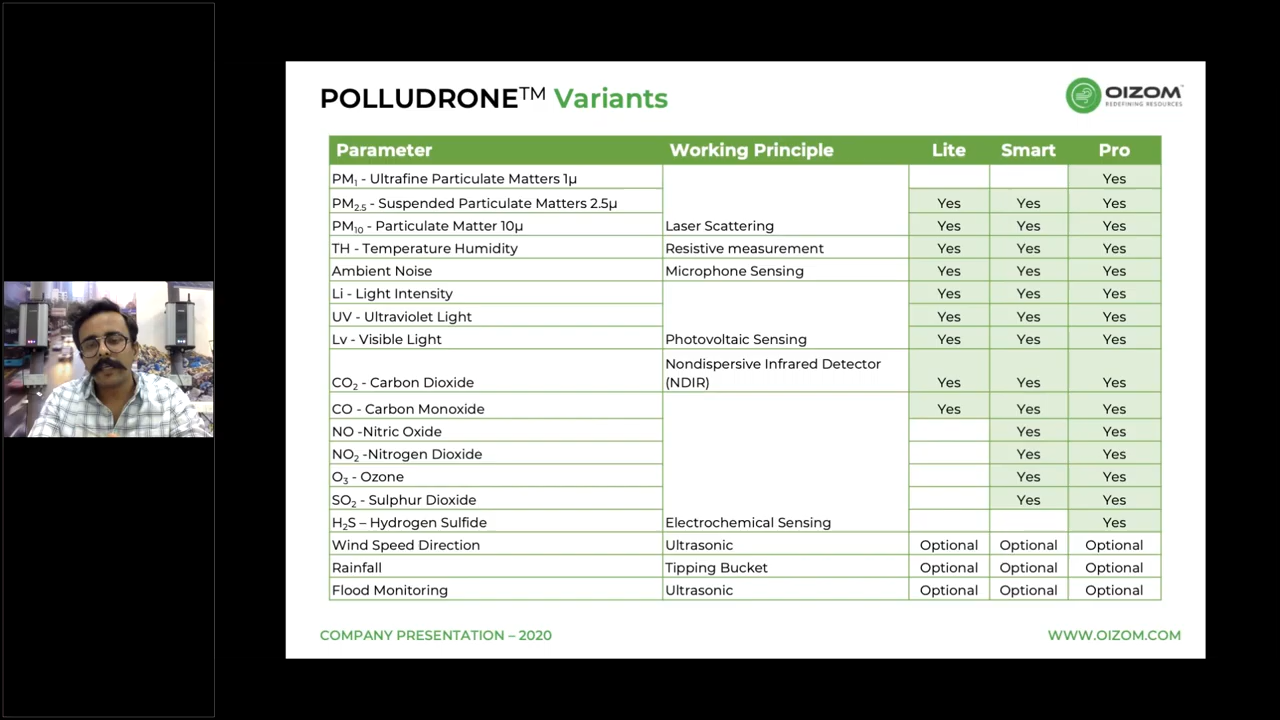 POLLUDRONE™ Variants
OIZOM™
REDEFINING RESOURCES
Parameter Working Principle Lite Smart Pro
PM₁ - Ultrafine Particulate Matters 1µ Yes
PM₂.₅ - Suspended Particulate Matters 2.5µ Yes Yes Yes
PM₁₀ - Particulate Matter 10µ Laser Scattering Yes Yes Yes
TH - Temperature Humidity Resistive measurement Yes Yes Yes
Ambient Noise Microphone Sensing Yes Yes Yes
Li - Light Intensity Yes Yes Yes
UV - Ultraviolet Light Yes Yes Yes
Lv - Visible Light Photovoltaic Sensing Yes Yes Yes
Nondispersive Infrared Detector
CO₂ - Carbon Dioxide (NDIR) Yes Yes Yes
CO - Carbon Monoxide Yes Yes Yes
NO -Nitric Oxide Yes Yes
NO₂ -Nitrogen Dioxide Yes Yes
O₃ - Ozone Yes Yes
SO₂ - Sulphur Dioxide Yes Yes
H₂S – Hydrogen Sulfide Electrochemical Sensing Yes
Wind Speed Direction Ultrasonic Optional Optional Optional
Rainfall Tipping Bucket Optional Optional Optional
Flood Monitoring Ultrasonic Optional Optional Optional
COMPANY PRESENTATION – 2020
WWW.OIZOM.COM